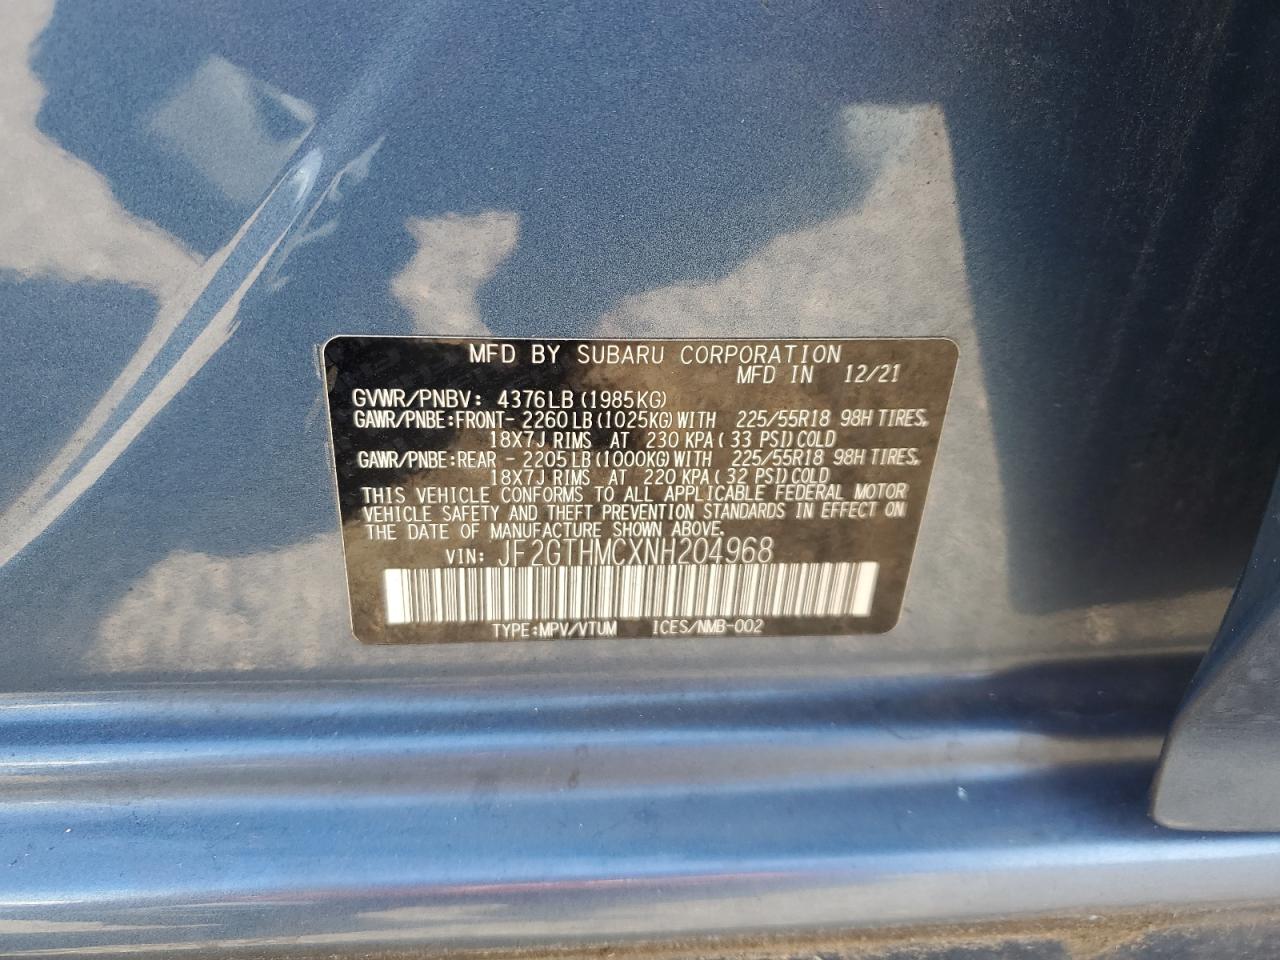 MFD BY SUBARU CORPORATION
MFD IN 12/21
GVWR/PNBV: 4376LB (1985KG)
GAWR/PNBE:FRONT- 2260 LB (1025KG) WITH 225/55R18 98H TIRES,
18X7J RIMS AT 230 KPA ( 33 PSI) COLD
GAWR/PNBE:REAR - 2205 LB (1000KG) WITH 225/55R18 98H TIRES,
18X7J RIMS AT 220 KPA ( 32 PSI) COLD
THIS VEHICLE CONFORMS TO ALL APPLICABLE FEDERAL MOTOR
VEHICLE SAFETY AND THEFT PREVENTION STANDARDS IN EFFECT ON
THE DATE OF MANUFACTURE SHOWN ABOVE.
VIN: JF2GTHMCXNH204968
TYPE:MPV/VTUM ICES/NMB-002